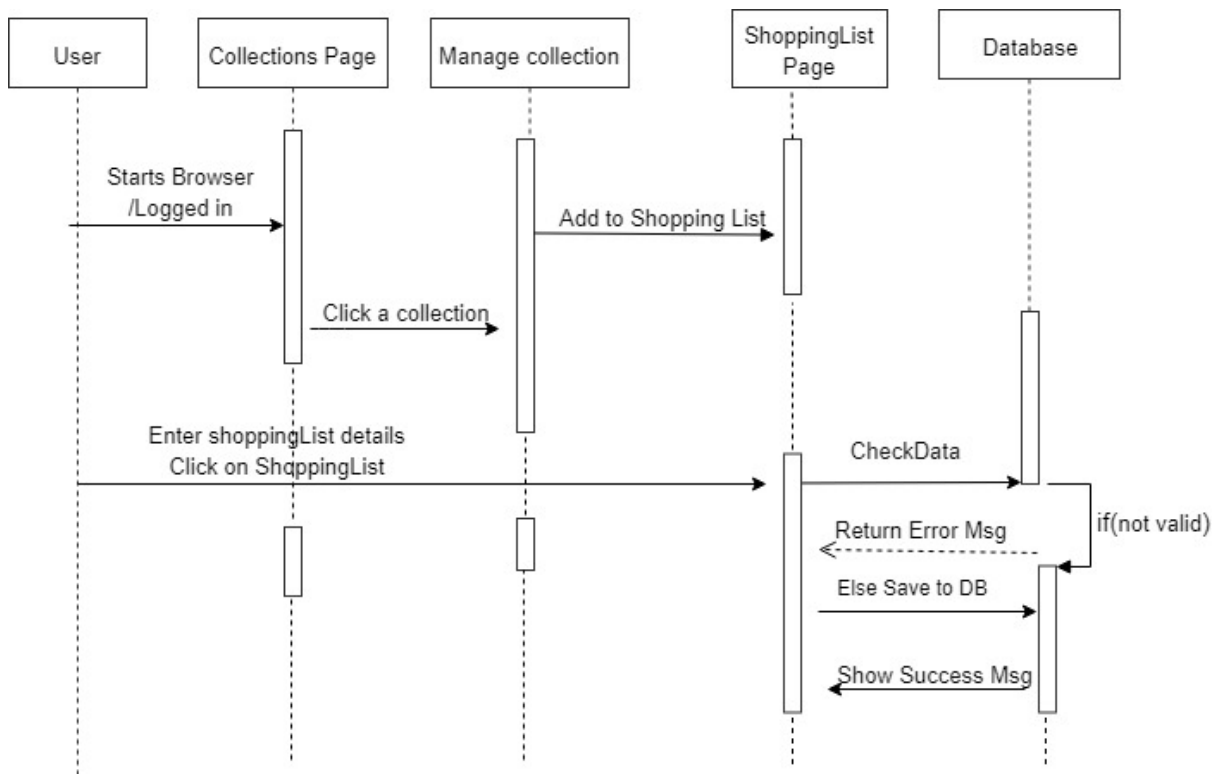 User
Collections Page
Manage collection
ShoppingList
Page
Database
Starts Browser
/Logged in
Add to Shopping List
Click a collection
Enter shoppingList details
Click on ShoppingList
CheckData
if(not valid)
Return Error Msg
Else Save to DB
Show Success Msg